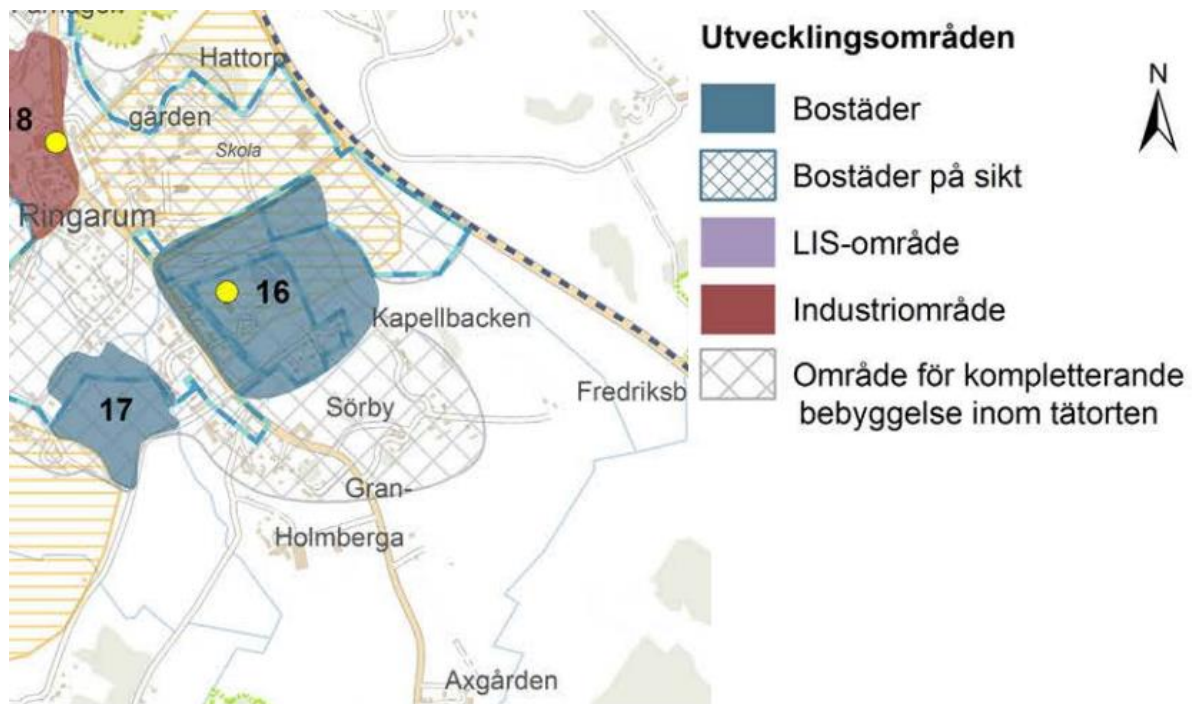 Hattorp
18
gården
Skola
Ringarum
16
Kapellbacken
17
Sörby
Fredriksb
Gran-
Holmberga
Axgården
Utvecklingsområden
N
Bostäder
Bostäder på sikt
LIS-område
Industriområde
Område för kompletterande
bebyggelse inom tätorten